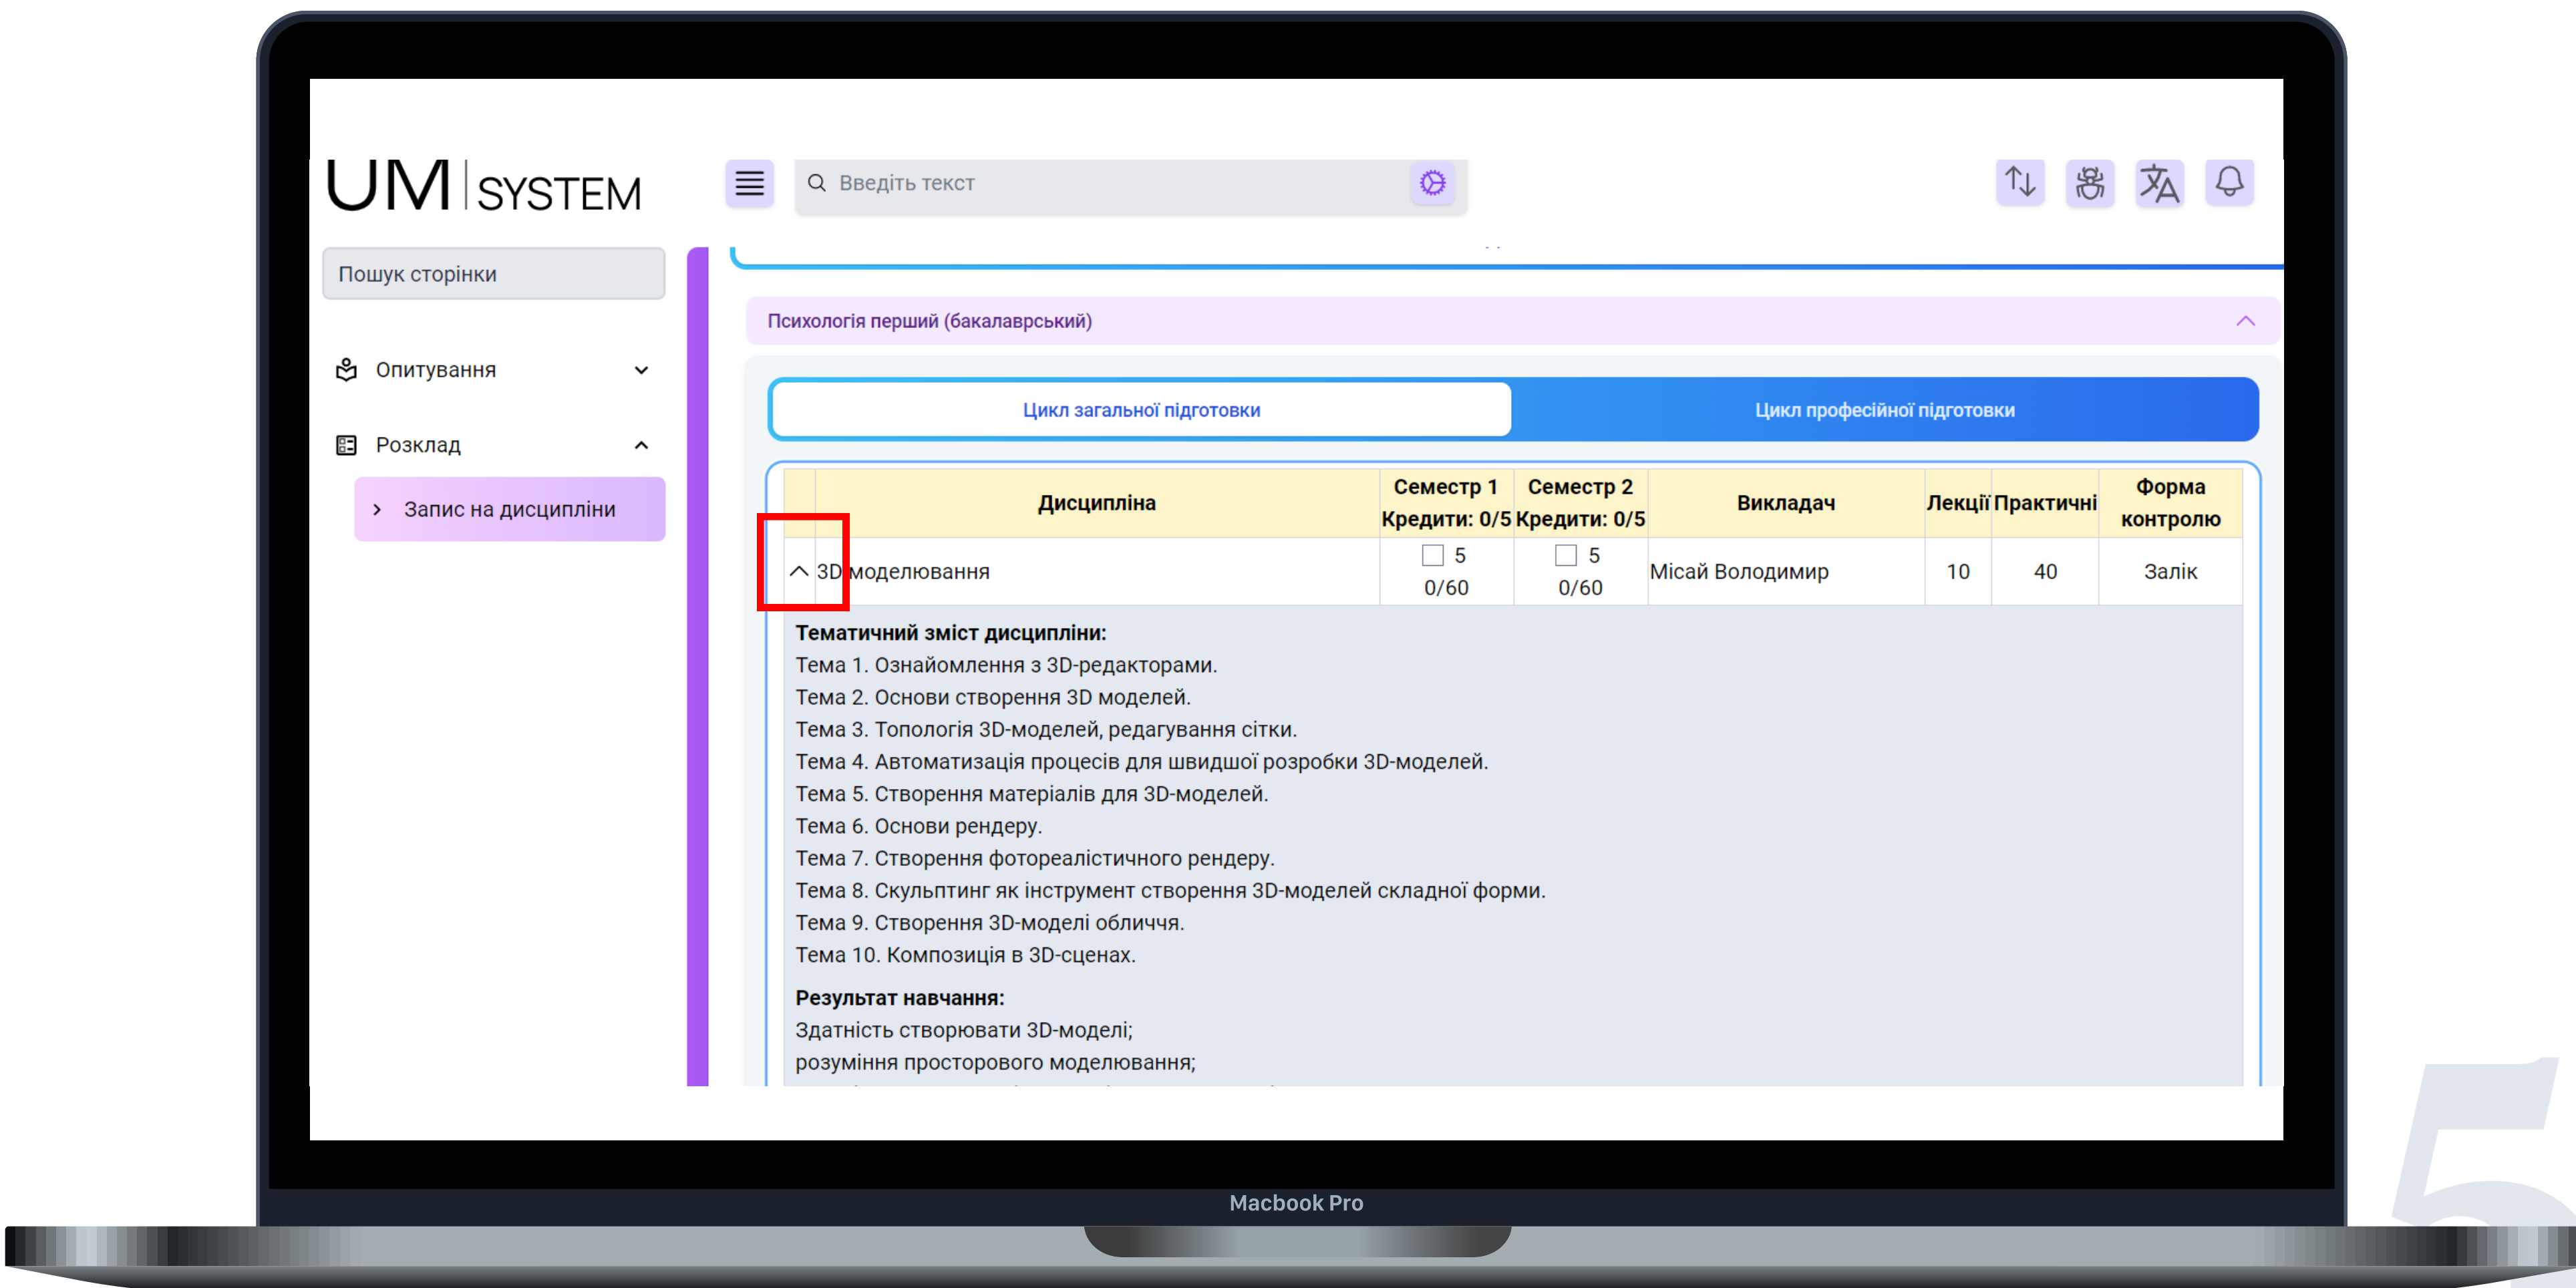 UM SYSTEM
Введіть текст
Пошук сторінки
Опитування
Розклад
Запис на дисципліни
Психологія перший (бакалаврський)
Цикл загальної підготовки
Цикл професійної підготовки
Дисципліна
Семестр 1
Кредити: 0/5
Семестр 2
Кредити: 0/5
Викладач
Лекції
Практичні
Форма
контролю
3D моделювання
5
0/60
5
0/60
Місай Володимир
10
40
Залік
Тематичний зміст дисципліни:
Тема 1. Ознайомлення з 3D-редакторами.
Тема 2. Основи створення 3D моделей.
Тема 3. Топологія 3D-моделей, редагування сітки.
Тема 4. Автоматизація процесів для швидшої розробки 3D-моделей.
Тема 5. Створення матеріалів для 3D-моделей.
Тема 6. Основи рендеру.
Тема 7. Створення фотореалістичного рендеру.
Тема 8. Скульптинг як інструмент створення 3D-моделей складної форми.
Тема 9. Створення 3D-моделі обличчя.
Тема 10. Композиція в 3D-сценах.
Результат навчання:
Здатність створювати 3D-моделі;
розуміння просторового моделювання;
Macbook Pro
5